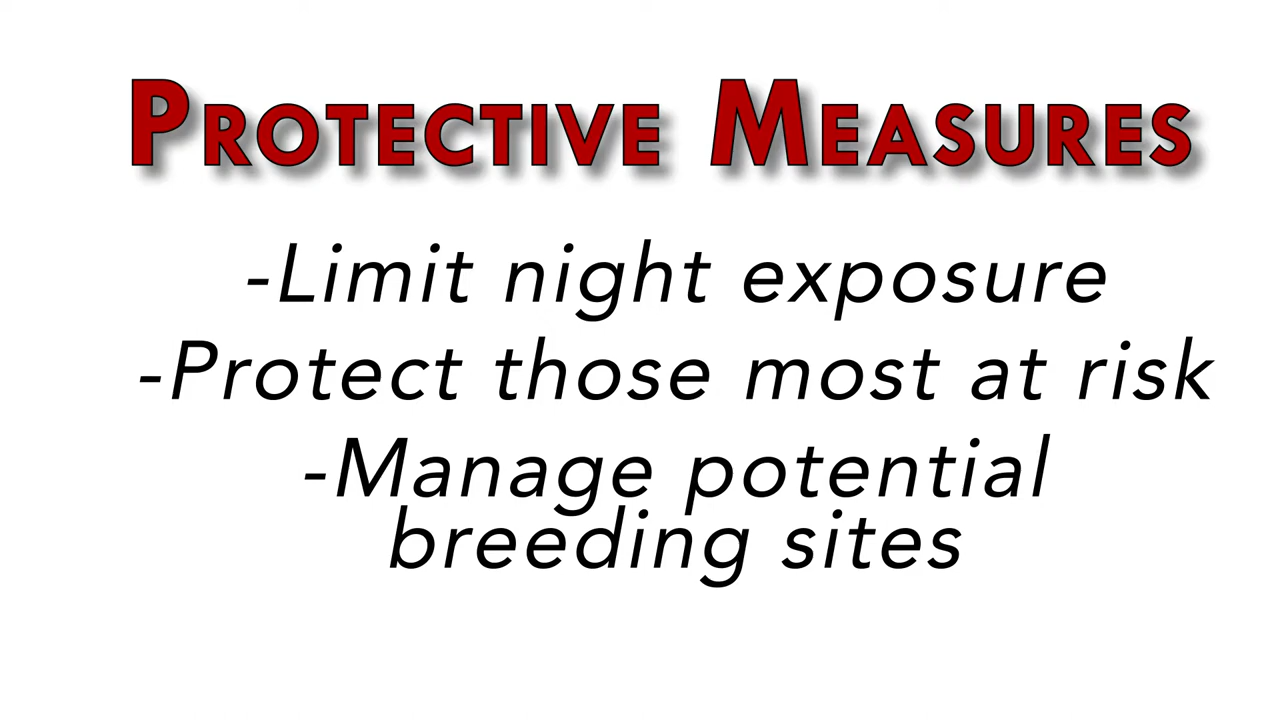 PROTECTIVE MEASURES
-Limit night exposure
-Protect those most at risk
-Manage potential
breeding sites